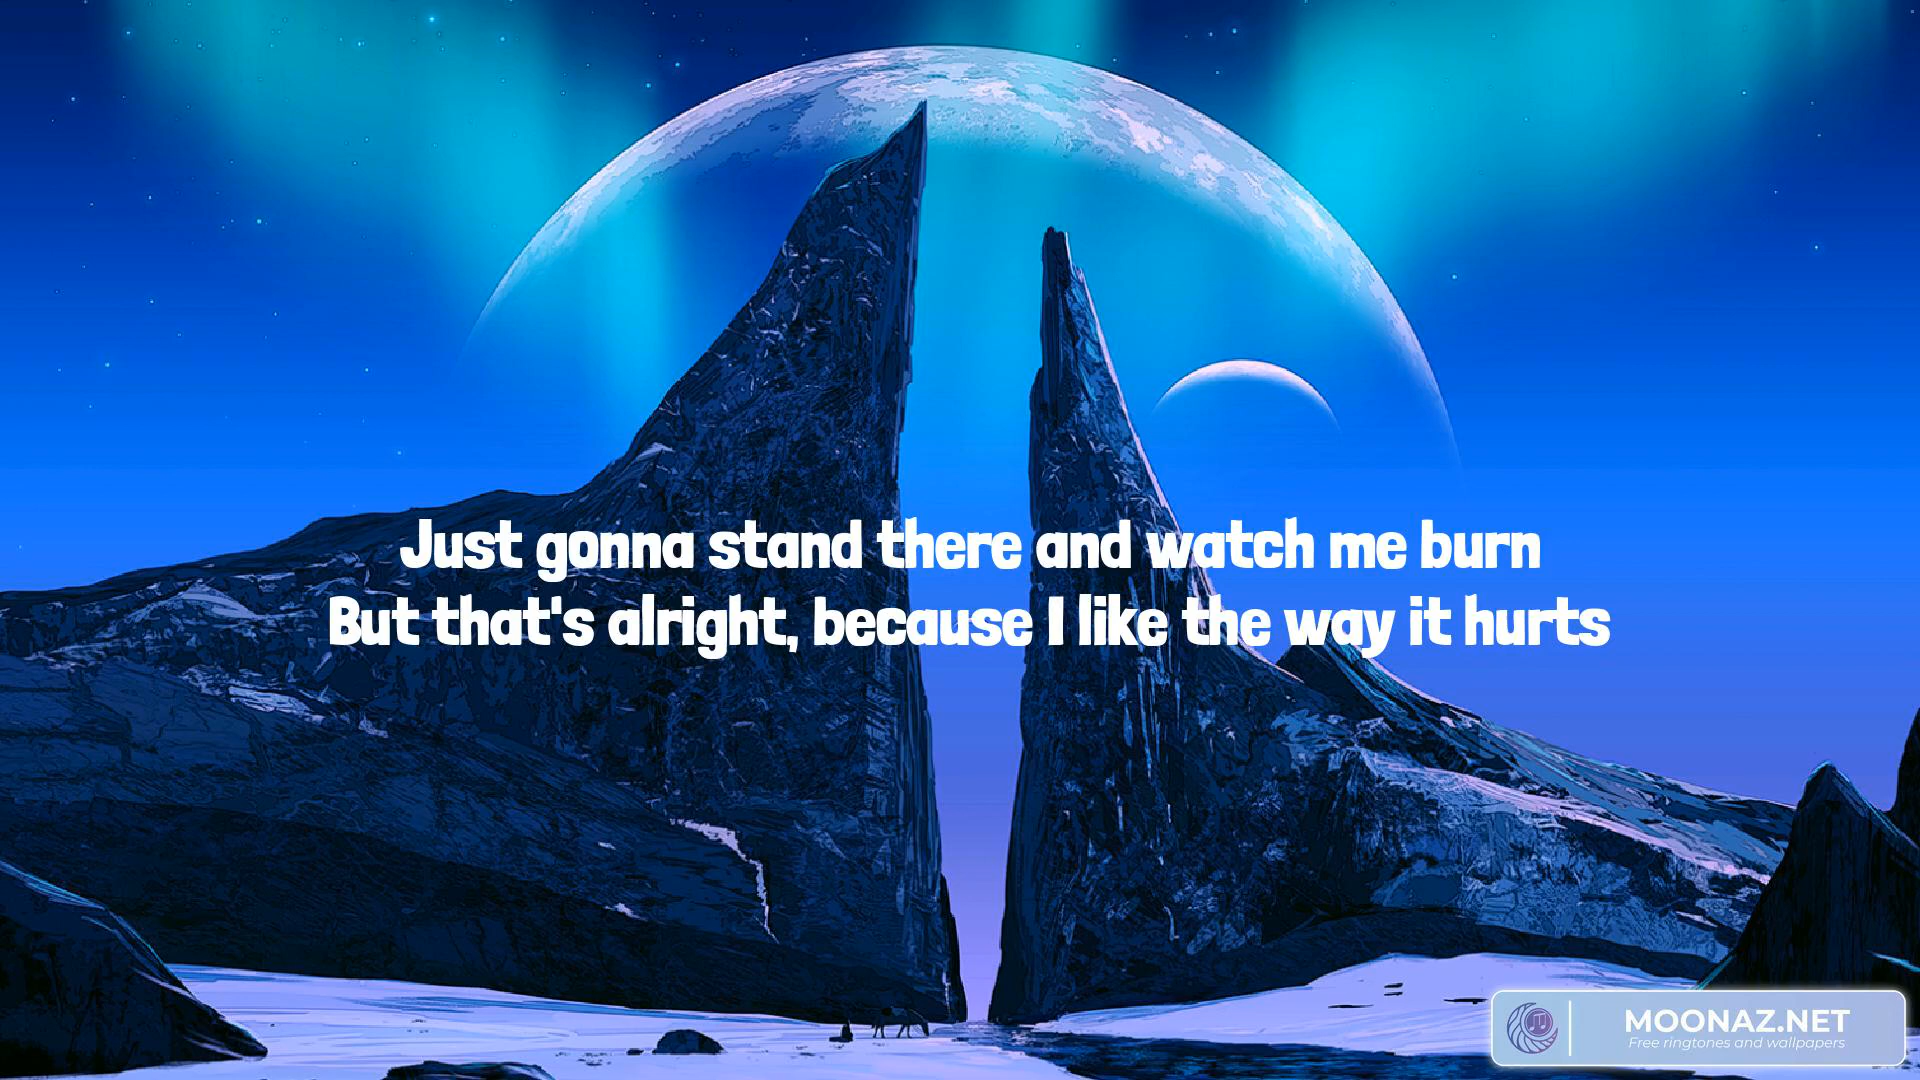 Just gonna stand there and watch me burn
But that's alright, because I like the way it hurts
MOONAZ.NET
Free ringtones and wallpapers